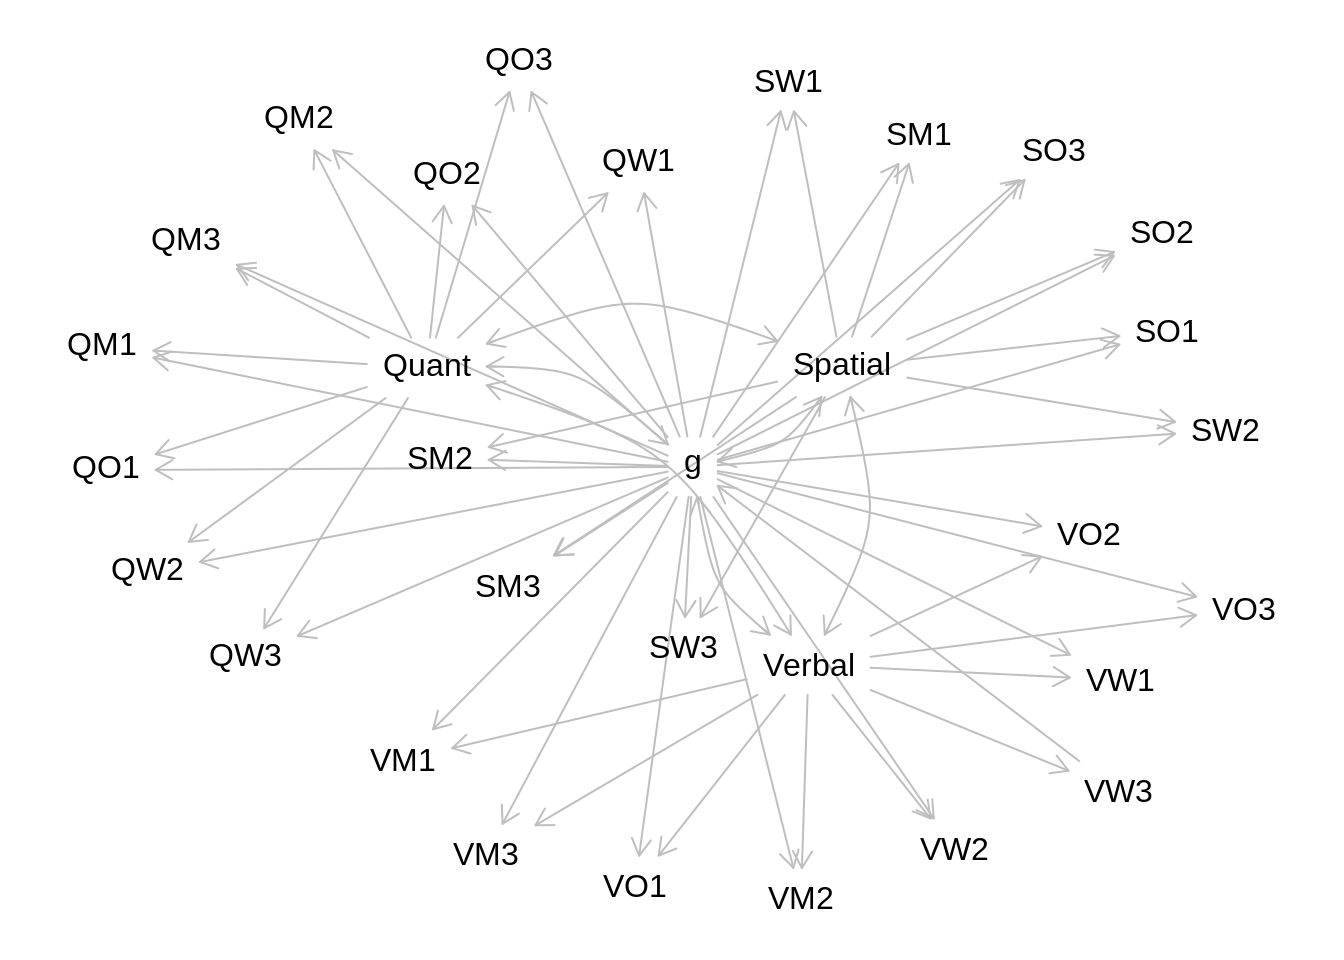 QO3
SW1
QM2
SM1
SO3
QW1
QO2
SO2
QM3
SO1
QM1
Quant
Spatial
SW2
SM2
g
QO1
VO2
QW2
SM3
VO3
SW3
QW3
Verbal
VW1
VM1
VW3
VM3
VW2
VO1
VM2